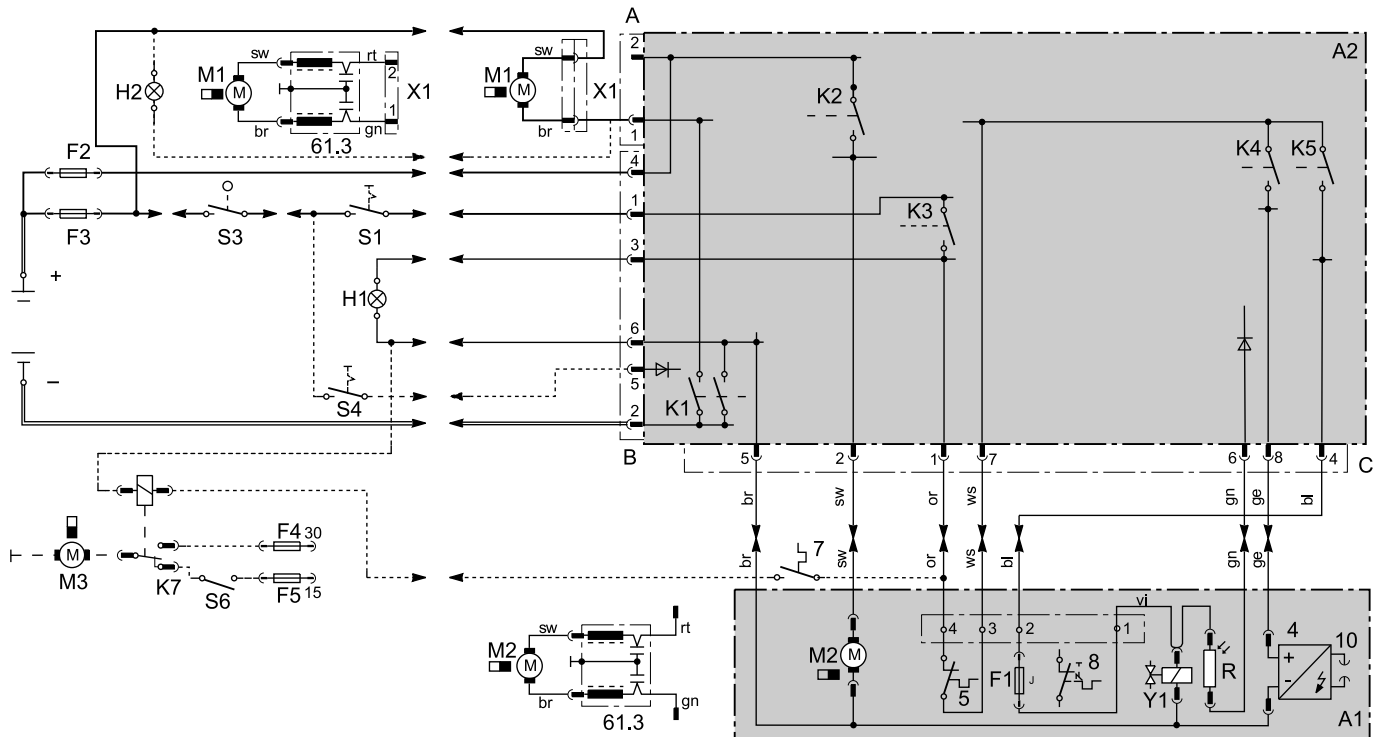 A
2
A2
sw
rt
sw
M1
M
2
M1
M
X1
X1
K2
H2
1
br
gn
br
1
61.3
F2
4
K4
K5
F3
S3
S1
1
K3
3
+
H1
6
–
5
S4
K1
2
B
5
2
1
7
6
8
4
C
br
sw
or
ws
gn
ge
bl
F4
30
7
M
M3
K7
S6
F5
15
br
sw
or
ws
bl
gn
ge
vi
sw
rt
4
3
2
1
4
10
M2
M
M2
M
8
+
F1
J
R
5
-
br
gn
Y1
61.3
A1